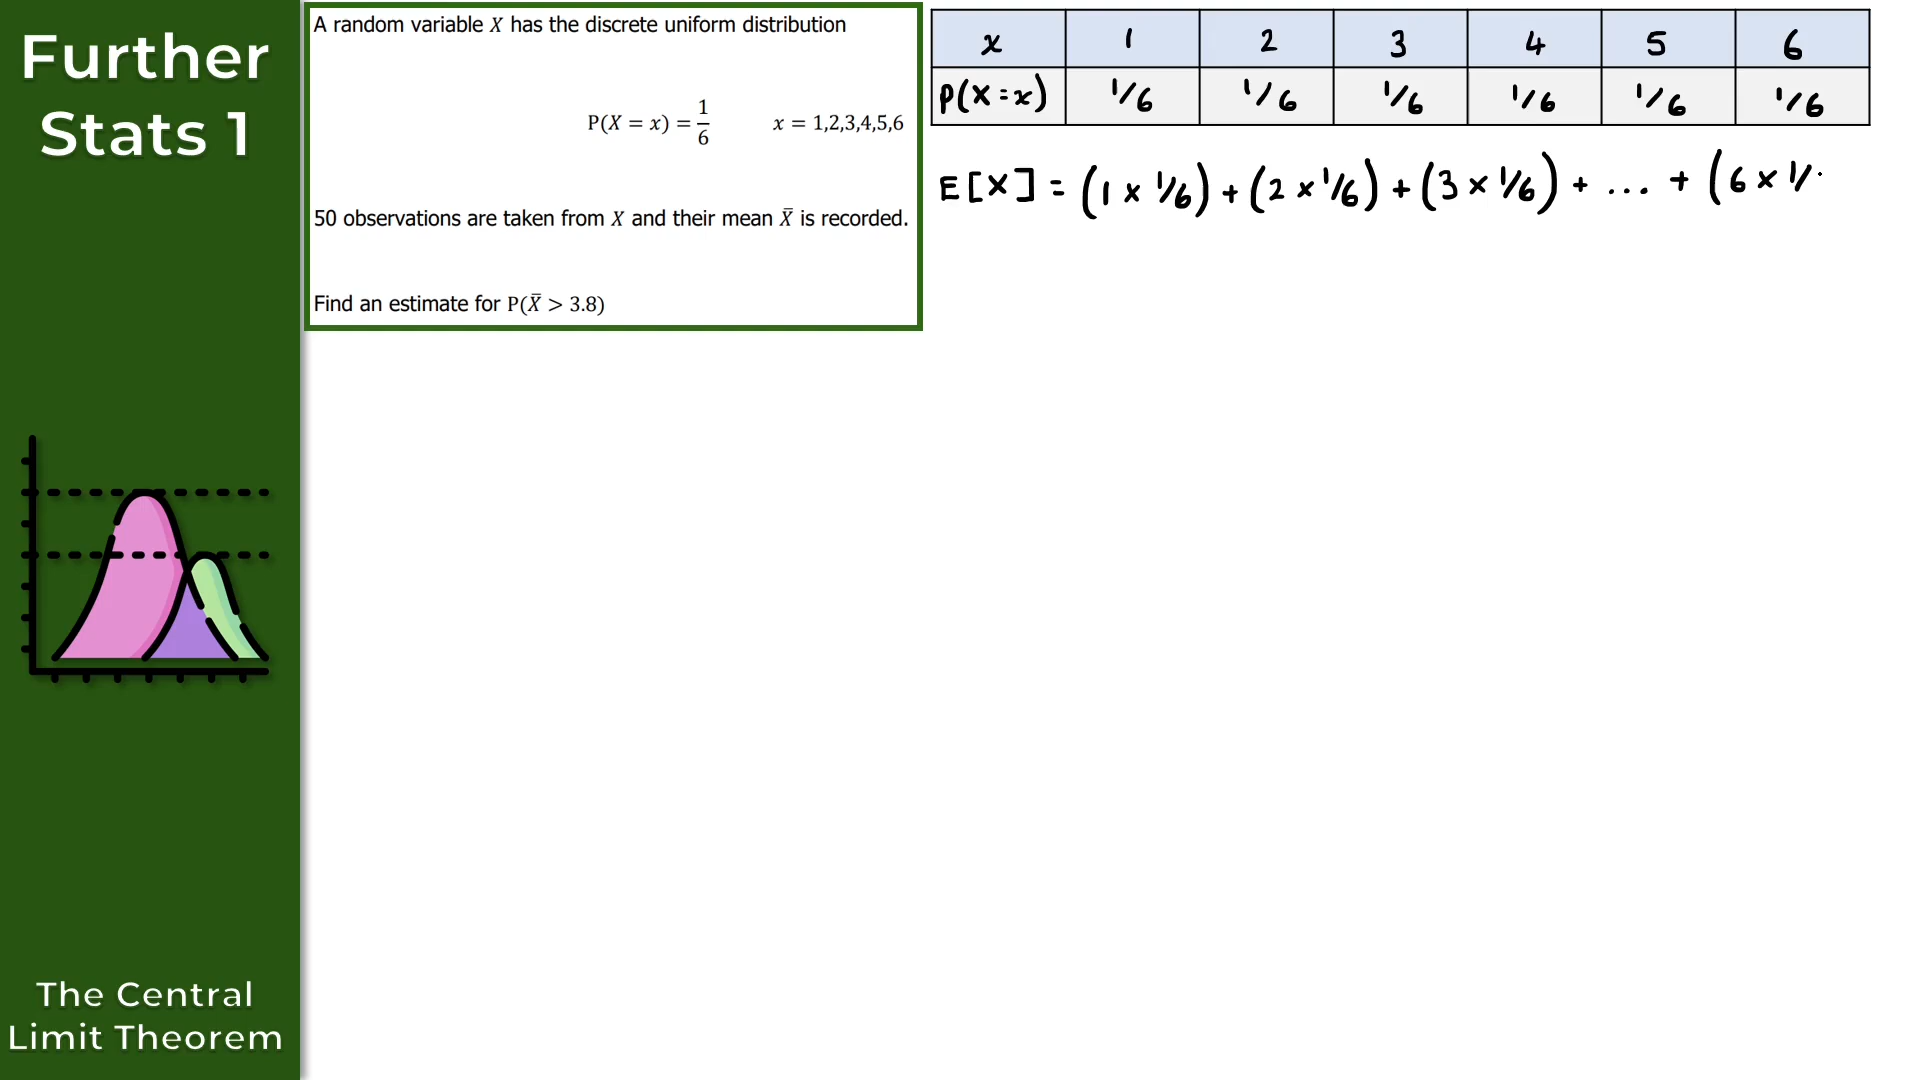 Further
Stats 1
A random variable X has the discrete uniform distribution
P(X = x) = 1/6 x = 1,2,3,4,5,6
50 observations are taken from X and their mean X̄ is recorded.
Find an estimate for P(X̄ > 3.8)
x 1 2 3 4 5 6
P(X=x) 1/6 1/6 1/6 1/6 1/6 1/6
E[X] = (1 × 1/6) + (2 × 1/6) + (3 × 1/6) + ... + (6 × 1/
The Central
Limit Theorem